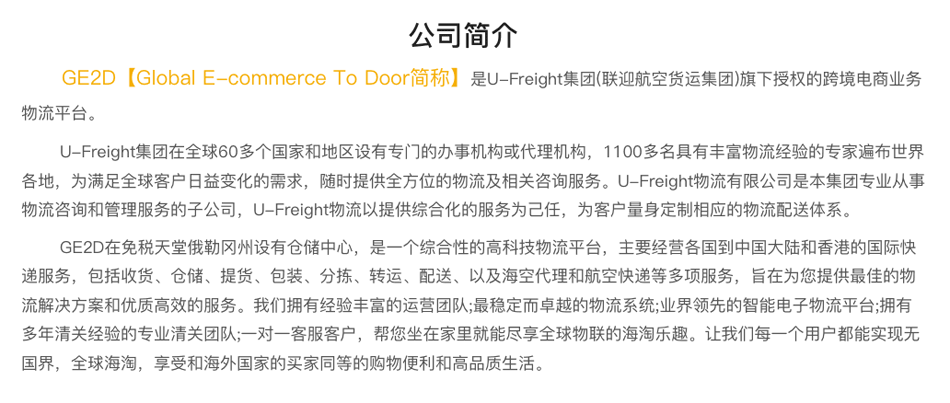 公司简介
GE2D【Global E-commerce To Door简称】是U-Freight集团(联迎航空货运集团)旗下授权的跨境电商业务
物流平台。
U-Freight集团在全球60多个国家和地区设有专门的办事机构或代理机构，1100多名具有丰富物流经验的专家遍布世界
各地，为满足全球客户日益变化的需求，随时提供全方位的物流及相关咨询服务。U-Freight物流有限公司是本集团专业从事
物流咨询和管理服务的子公司，U-Freight物流以提供综合化的服务为己任，为客户量身定制相应的物流配送体系。
GE2D在免税天堂俄勒冈州设有仓储中心，是一个综合性的高科技物流平台，主要经营各国到中国大陆和香港的国际快
递服务，包括收货、仓储、提货、包装、分拣、转运、配送、以及海空代理和航空快递等多项服务，旨在为您提供最佳的物
流解决方案和优质高效的服务。我们拥有经验丰富的运营团队;最稳定而卓越的物流系统;业界领先的智能电子物流平台;拥有
多年清关经验的专业清关团队;一对一客服客户，帮您坐在家里就能尽享全球物联的海淘乐趣。让我们每一个用户都能实现无
国界，全球海淘，享受和海外国家的买家同等的购物便利和高品质生活。